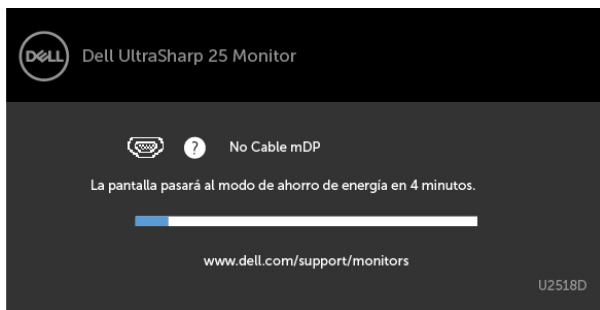 DELL
Dell UltraSharp 25 Monitor
? No Cable mDP
La pantalla pasará al modo de ahorro de energía en 4 minutos.
www.dell.com/support/monitors
U2518D